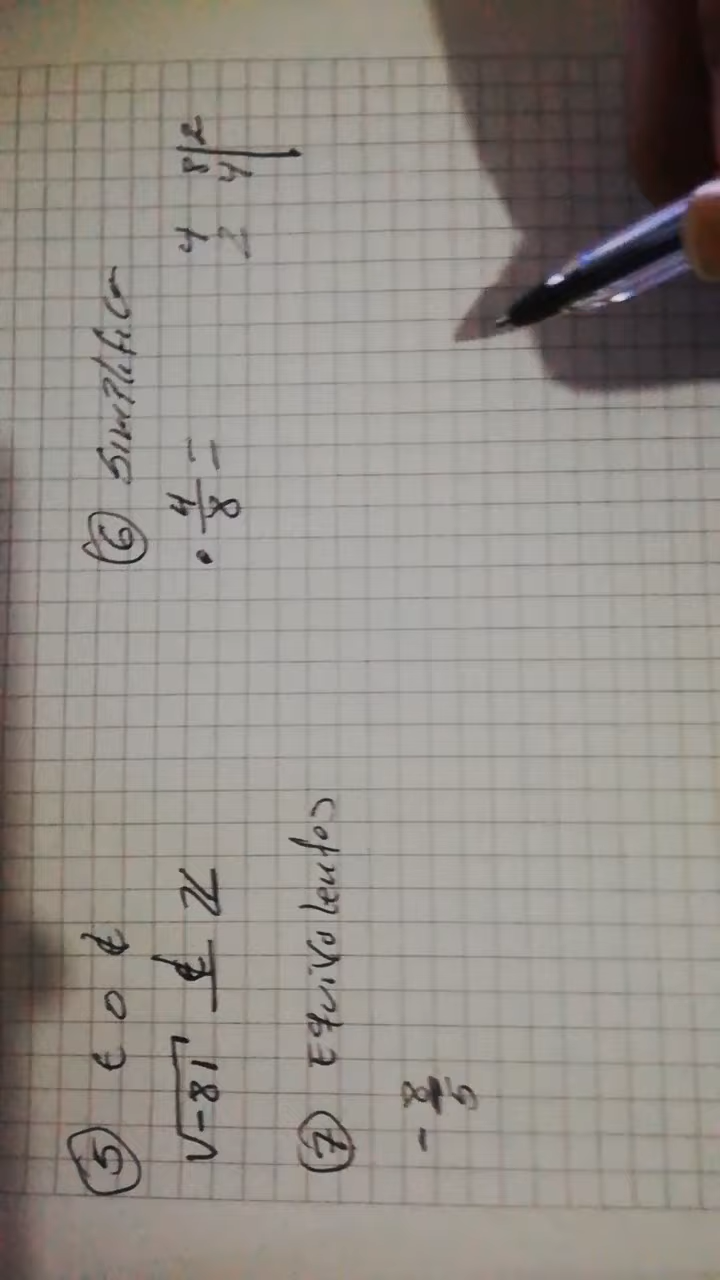 ⑤ ∈ o ∉
√-81 ∉ ℤ
⑥ Simplificar
• 4/8 =
4 8|2
2 4|
⑦ Equivalentes
- 8/5